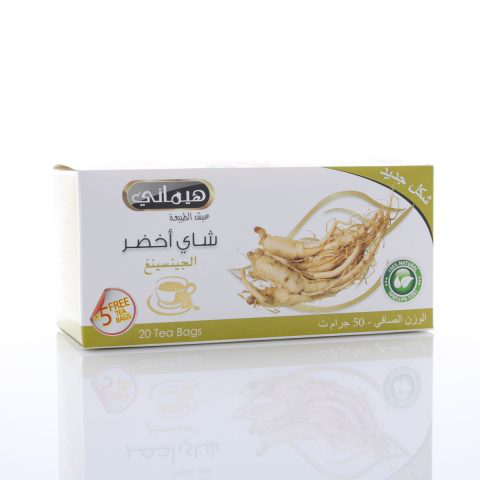 هيماني
عيش الطبيعة
شاي أخضر
الجينسينغ
5 FREE
TEA
BAGS
20 Tea Bags
شكل جديد
100% NATURAL
الوزن الصافي - 50 جرام ت